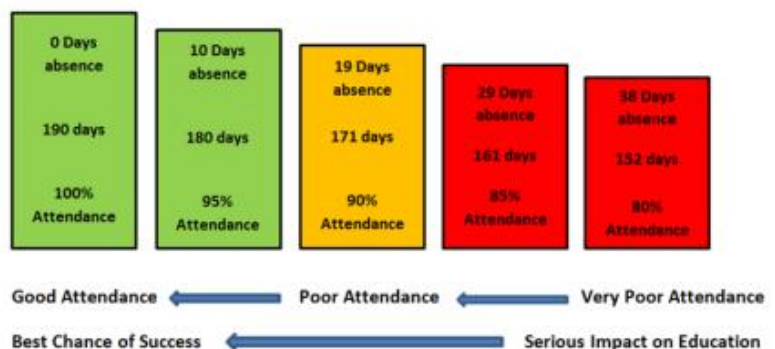 0 Days
absence
190 days
100%
Attendance
10 Days
absence
180 days
95%
Attendance
19 Days
absence
171 days
90%
Attendance
29 Days
absence
161 days
85%
Attendance
38 Days
absence
152 days
80%
Attendance
Good Attendance Poor Attendance Very Poor Attendance
Best Chance of Success Serious Impact on Education